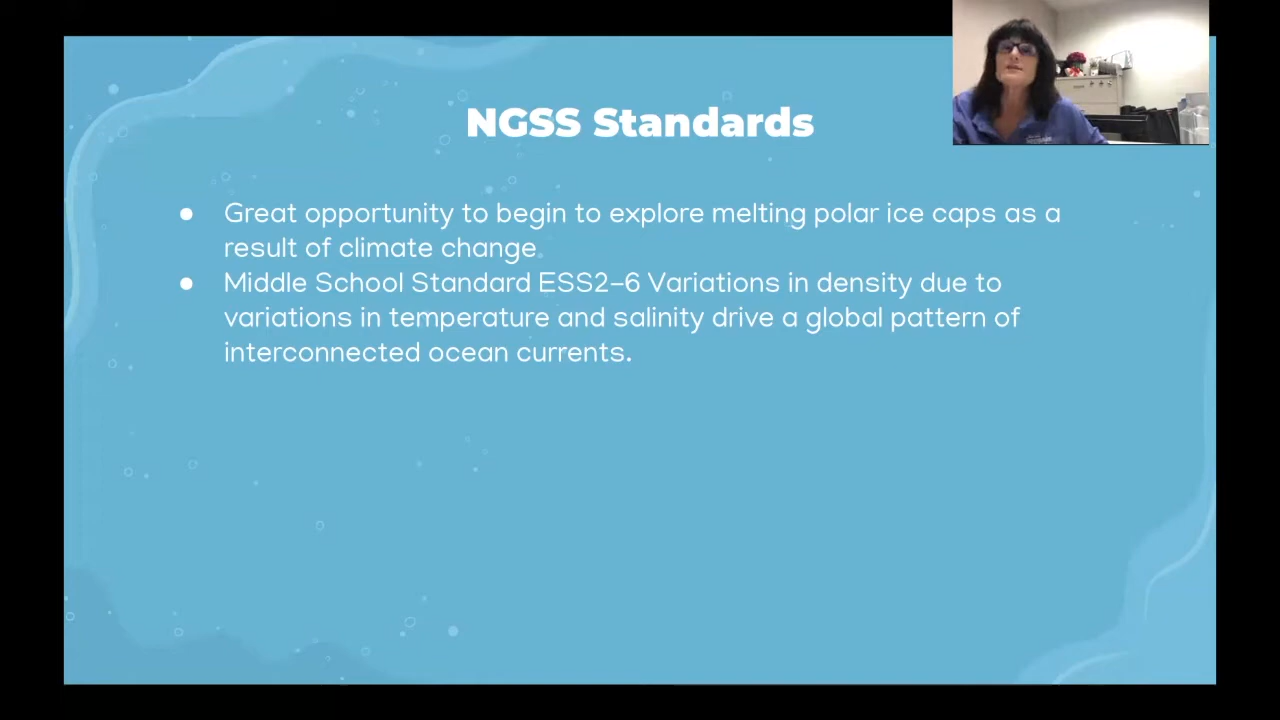 NGSS Standards
● Great opportunity to begin to explore melting polar ice caps as a
result of climate change.
● Middle School Standard ESS2-6 Variations in density due to
variations in temperature and salinity drive a global pattern of
interconnected ocean currents.